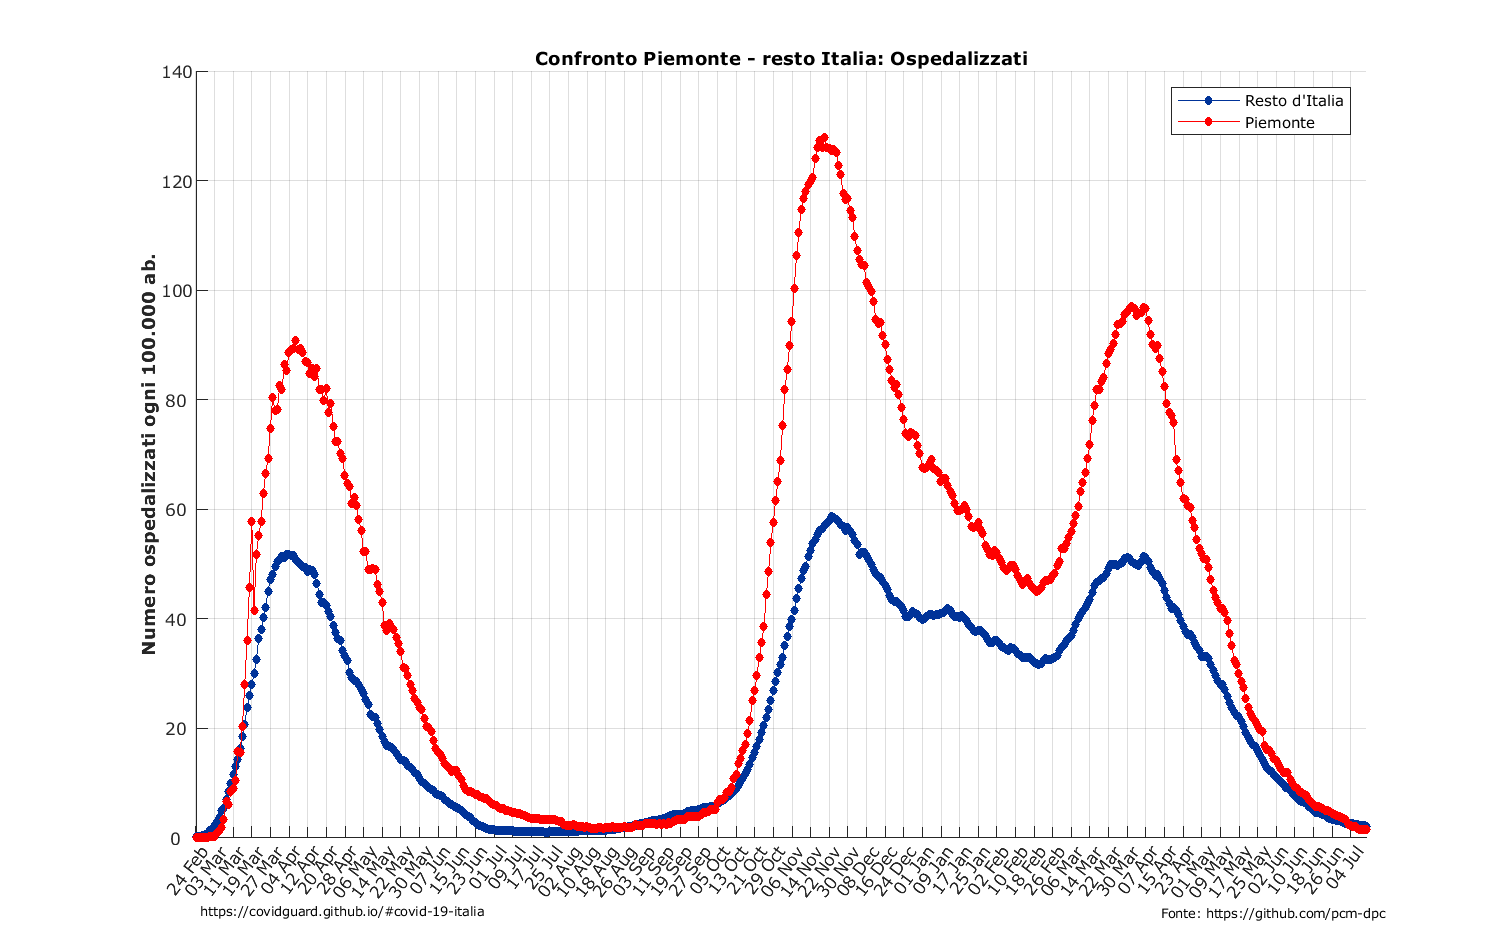 Confronto Piemonte - resto Italia: Ospedalizzati
Resto d'Italia
Piemonte
Numero ospedalizzati ogni 100.000 ab.
140
120
100
80
60
40
20
0
24 Feb
03 Mar
11 Mar
19 Mar
27 Mar
04 Apr
12 Apr
20 Apr
28 Apr
06 May
14 May
22 May
30 May
07 Jun
15 Jun
23 Jun
01 Jul
09 Jul
17 Jul
25 Jul
02 Aug
10 Aug
18 Aug
26 Aug
03 Sep
11 Sep
19 Sep
27 Sep
05 Oct
13 Oct
21 Oct
29 Oct
06 Nov
14 Nov
22 Nov
30 Nov
08 Dec
16 Dec
24 Dec
01 Jan
09 Jan
17 Jan
25 Jan
02 Feb
10 Feb
18 Feb
26 Feb
06 Mar
14 Mar
22 Mar
30 Mar
07 Apr
15 Apr
23 Apr
01 May
09 May
17 May
25 May
02 Jun
10 Jun
18 Jun
26 Jun
04 Jul
https://covidguard.github.io/#covid-19-italia
Fonte: https://github.com/pcm-dpc